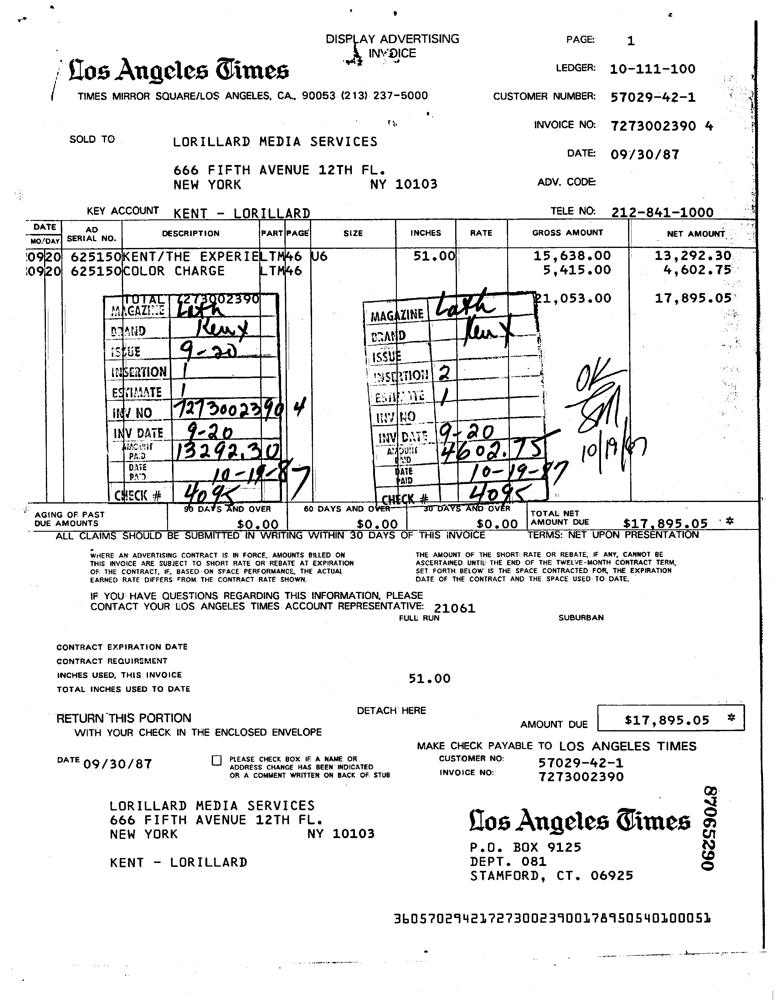 DISPLAY ADVERTISING
INVOICE
PAGE: 1
Los Angeles Times
LEDGER: 10-111-100
TIMES MIRROR SQUARE/LOS ANGELES, CA., 90053 (213) 237-5000
CUSTOMER NUMBER: 57029-42-1
INVOICE NO: 7273002390 4
SOLD TO LORILLARD MEDIA SERVICES
DATE: 09/30/87
666 FIFTH AVENUE 12TH FL.
NEW YORK NY 10103
ADV. CODE:
KEY ACCOUNT KENT - LORILLARD
TELE NO: 212-841-1000
DATE MO/DAY AD SERIAL NO. DESCRIPTION PART PAGE SIZE INCHES RATE GROSS AMOUNT NET AMOUNT
0920 625150 KENT/THE EXPERIE LTM 46 U6 51.00 15,638.00 13,292.30
0920 625150 COLOR CHARGE LTM 46 5,415.00 4,602.75
TOTAL 7273002390 21,053.00 17,895.05
MAGAZINE
BRAND Kent
ISSUE 9-20
INSERTION 1
ESTIMATE 1
INV NO 7273002390 4
INV DATE 9-20
AMOUNT PAID 13292.30
DATE PAID 10-19-87
CHECK # 4095
MAGAZINE
BRAND Kent
ISSUE
INSERTION 2
ESTIMATE 1
INV NO
INV DATE 9-20
AMOUNT PAID 4602.75
DATE PAID 10-19-87
CHECK # 4095
OK
10/19/87
AGING OF PAST DUE AMOUNTS
90 DAYS AND OVER $0.00
60 DAYS AND OVER $0.00
30 DAYS AND OVER $0.00
TOTAL NET AMOUNT DUE $17,895.05 *
ALL CLAIMS SHOULD BE SUBMITTED IN WRITING WITHIN 30 DAYS OF THIS INVOICE TERMS: NET UPON PRESENTATION
WHERE AN ADVERTISING CONTRACT IS IN FORCE, AMOUNTS BILLED ON
THIS INVOICE ARE SUBJECT TO SHORT RATE OR REBATE AT EXPIRATION
OF THE CONTRACT, IF, BASED ON SPACE PERFORMANCE, THE ACTUAL
EARNED RATE DIFFERS FROM THE CONTRACT RATE SHOWN.
THE AMOUNT OF THE SHORT RATE OR REBATE, IF ANY, CANNOT BE
ASCERTAINED UNTIL THE END OF THE TWELVE-MONTH CONTRACT TERM,
SET FORTH BELOW IS THE SPACE CONTRACTED FOR, THE EXPIRATION
DATE OF THE CONTRACT AND THE SPACE USED TO DATE.
IF YOU HAVE QUESTIONS REGARDING THIS INFORMATION, PLEASE
CONTACT YOUR LOS ANGELES TIMES ACCOUNT REPRESENTATIVE: 21061
FULL RUN SUBURBAN
CONTRACT EXPIRATION DATE
CONTRACT REQUIREMENT
INCHES USED, THIS INVOICE 51.00
TOTAL INCHES USED TO DATE
DETACH HERE
RETURN THIS PORTION
WITH YOUR CHECK IN THE ENCLOSED ENVELOPE
AMOUNT DUE $17,895.05 *
MAKE CHECK PAYABLE TO LOS ANGELES TIMES
DATE 09/30/87
PLEASE CHECK BOX IF A NAME OR
ADDRESS CHANGE HAS BEEN INDICATED
OR A COMMENT WRITTEN ON BACK OF STUB
CUSTOMER NO: 57029-42-1
INVOICE NO: 7273002390
LORILLARD MEDIA SERVICES
666 FIFTH AVENUE 12TH FL.
NEW YORK NY 10103
KENT - LORILLARD
Los Angeles Times
P.O. BOX 9125
DEPT. 081
STAMFORD, CT. 06925
87065290
3605702942172730023900178950540100051